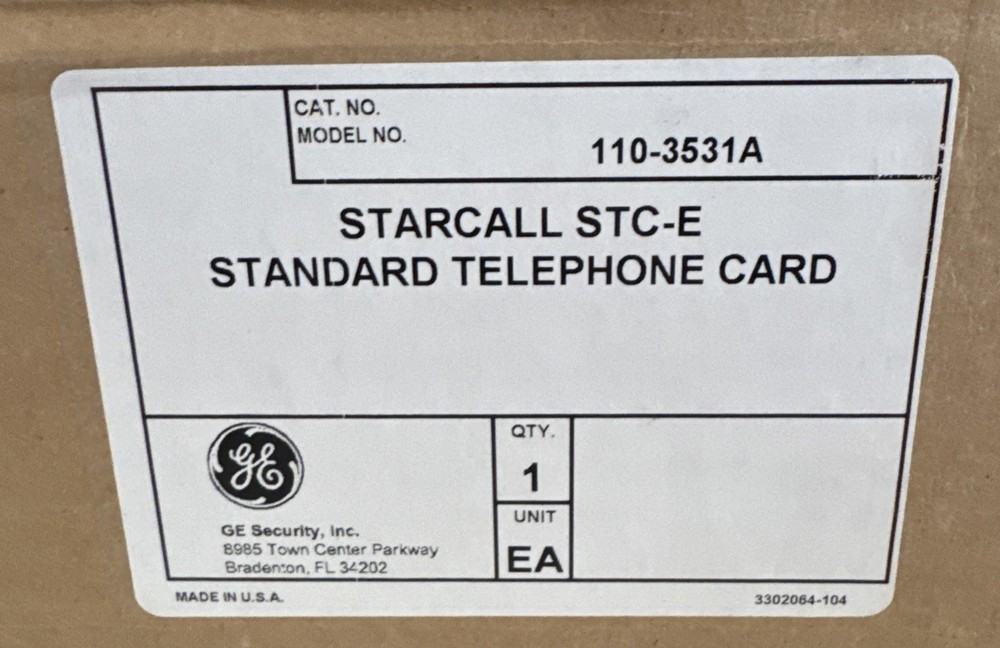 CAT. NO.
MODEL NO.
110-3531A
STARCALL STC-E
STANDARD TELEPHONE CARD
GE
GE Security, Inc.
8985 Town Center Parkway
Bradenton, FL 34202
QTY.
1
UNIT
EA
MADE IN U.S.A.
3302064-104